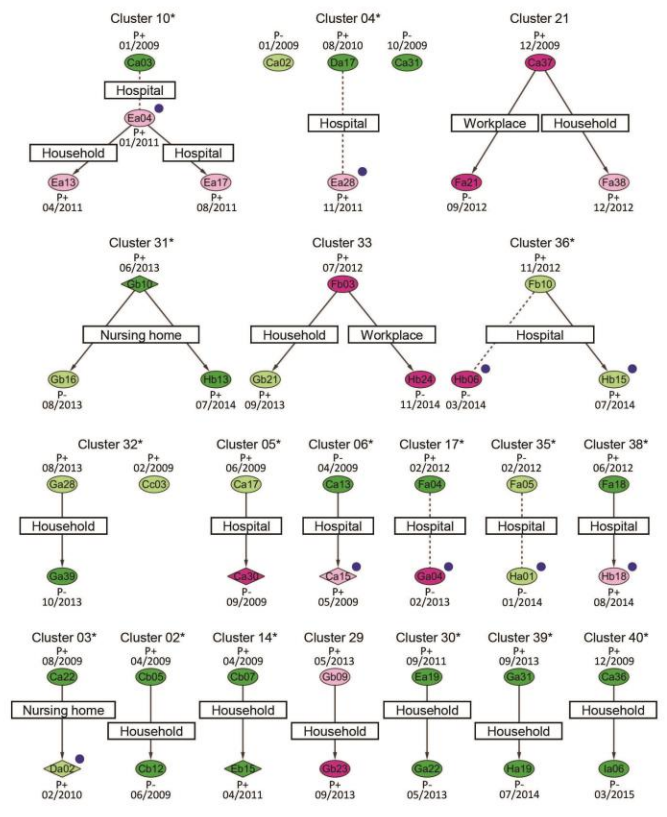 Cluster 10*
P+
01/2009
Ca03
Hospital
Ea04
P+
01/2011
Household
Hospital
Ea13
P+
04/2011
Ea17
P+
08/2011
Cluster 04*
P-
01/2009
Ca02
P+
08/2010
Da17
P-
10/2009
Ca31
Hospital
Ea28
P+
11/2011
Cluster 21
P+
12/2009
Ca37
Workplace
Household
Fa21
P-
09/2012
Fa38
P+
12/2012
Cluster 31*
P+
06/2013
Gb10
Nursing home
Gb16
P-
08/2013
Hb13
P+
07/2014
Cluster 33
P+
07/2012
Fb03
Household
Workplace
Gb21
P+
09/2013
Hb24
P-
11/2014
Cluster 36*
P+
11/2012
Fb10
Hospital
Hb06
P-
03/2014
Hb15
P+
07/2014
Cluster 32*
P+
08/2013
Ga28
P+
02/2009
Cc03
Household
Ga39
P-
10/2013
Cluster 05*
P+
06/2009
Ca17
Hospital
Ca30
P-
09/2009
Cluster 06*
P-
04/2009
Ca13
Hospital
Ca15
P+
05/2009
Cluster 17*
P+
02/2012
Fa04
Hospital
Ga04
P-
02/2013
Cluster 35*
P-
02/2012
Fa05
Hospital
Ha01
P-
01/2014
Cluster 38*
P+
06/2012
Fa18
Hospital
Hb18
P+
08/2014
Cluster 03*
P+
08/2009
Ca22
Nursing home
Da02
P+
02/2010
Cluster 02*
P+
04/2009
Cb05
Household
Cb12
P-
06/2009
Cluster 14*
P+
04/2009
Cb07
Household
Eb15
P+
04/2011
Cluster 29
P+
05/2013
Gb09
Household
Gb23
P+
09/2013
Cluster 30*
P+
09/2011
Ea19
Household
Ga22
P-
05/2013
Cluster 39*
P+
09/2013
Ga31
Household
Ha19
P-
07/2014
Cluster 40*
P+
12/2009
Ca36
Household
Ia06
P-
03/2015